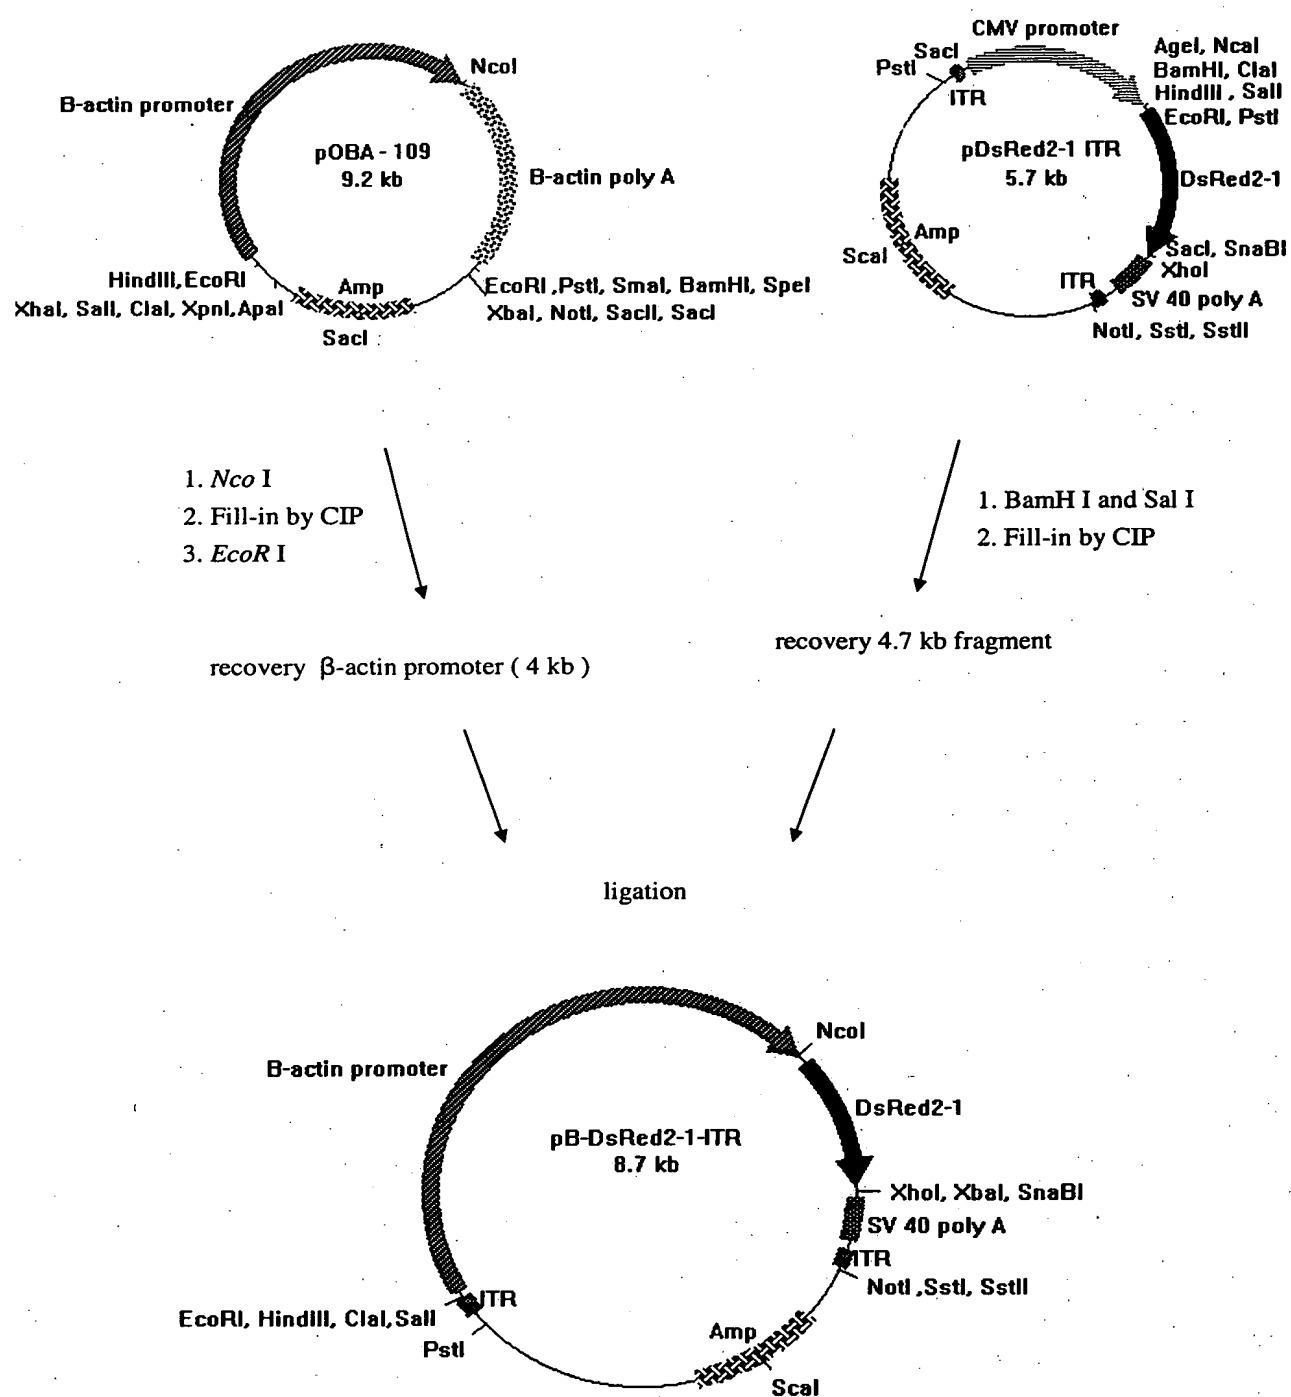 B-actin promoter
NcoI
pOBA - 109
9.2 kb
B-actin poly A
HindIII,EcoRI
XhaI, SalI, ClaI, XpnI,ApaI
Amp
SacI
EcoRI ,PstI, SmaI, BamHI, SpeI
XbaI, NotI, SacII, SacI
CMV promoter
SacI
PstI
ITR
AgeI, NcaI
BamHI, ClaI
HindIII , SalI
EcoRI, PstI
pDsRed2-1 ITR
5.7 kb
DsRed2-1
Amp
ScaI
SacI, SnaBI
XhoI
ITR
SV 40 poly A
NotI, SstI, SstII
1. Nco I
2. Fill-in by CIP
3. EcoR I
1. BamH I and Sal I
2. Fill-in by CIP
recovery β-actin promoter ( 4 kb )
recovery 4.7 kb fragment
ligation
NcoI
B-actin promoter
DsRed2-1
pB-DsRed2-1-ITR
8.7 kb
XhoI, XbaI, SnaBI
SV 40 poly A
ITR
NotI ,SstI, SstII
ITR
EcoRI, HindIII, ClaI,SalI
PstI
Amp
ScaI